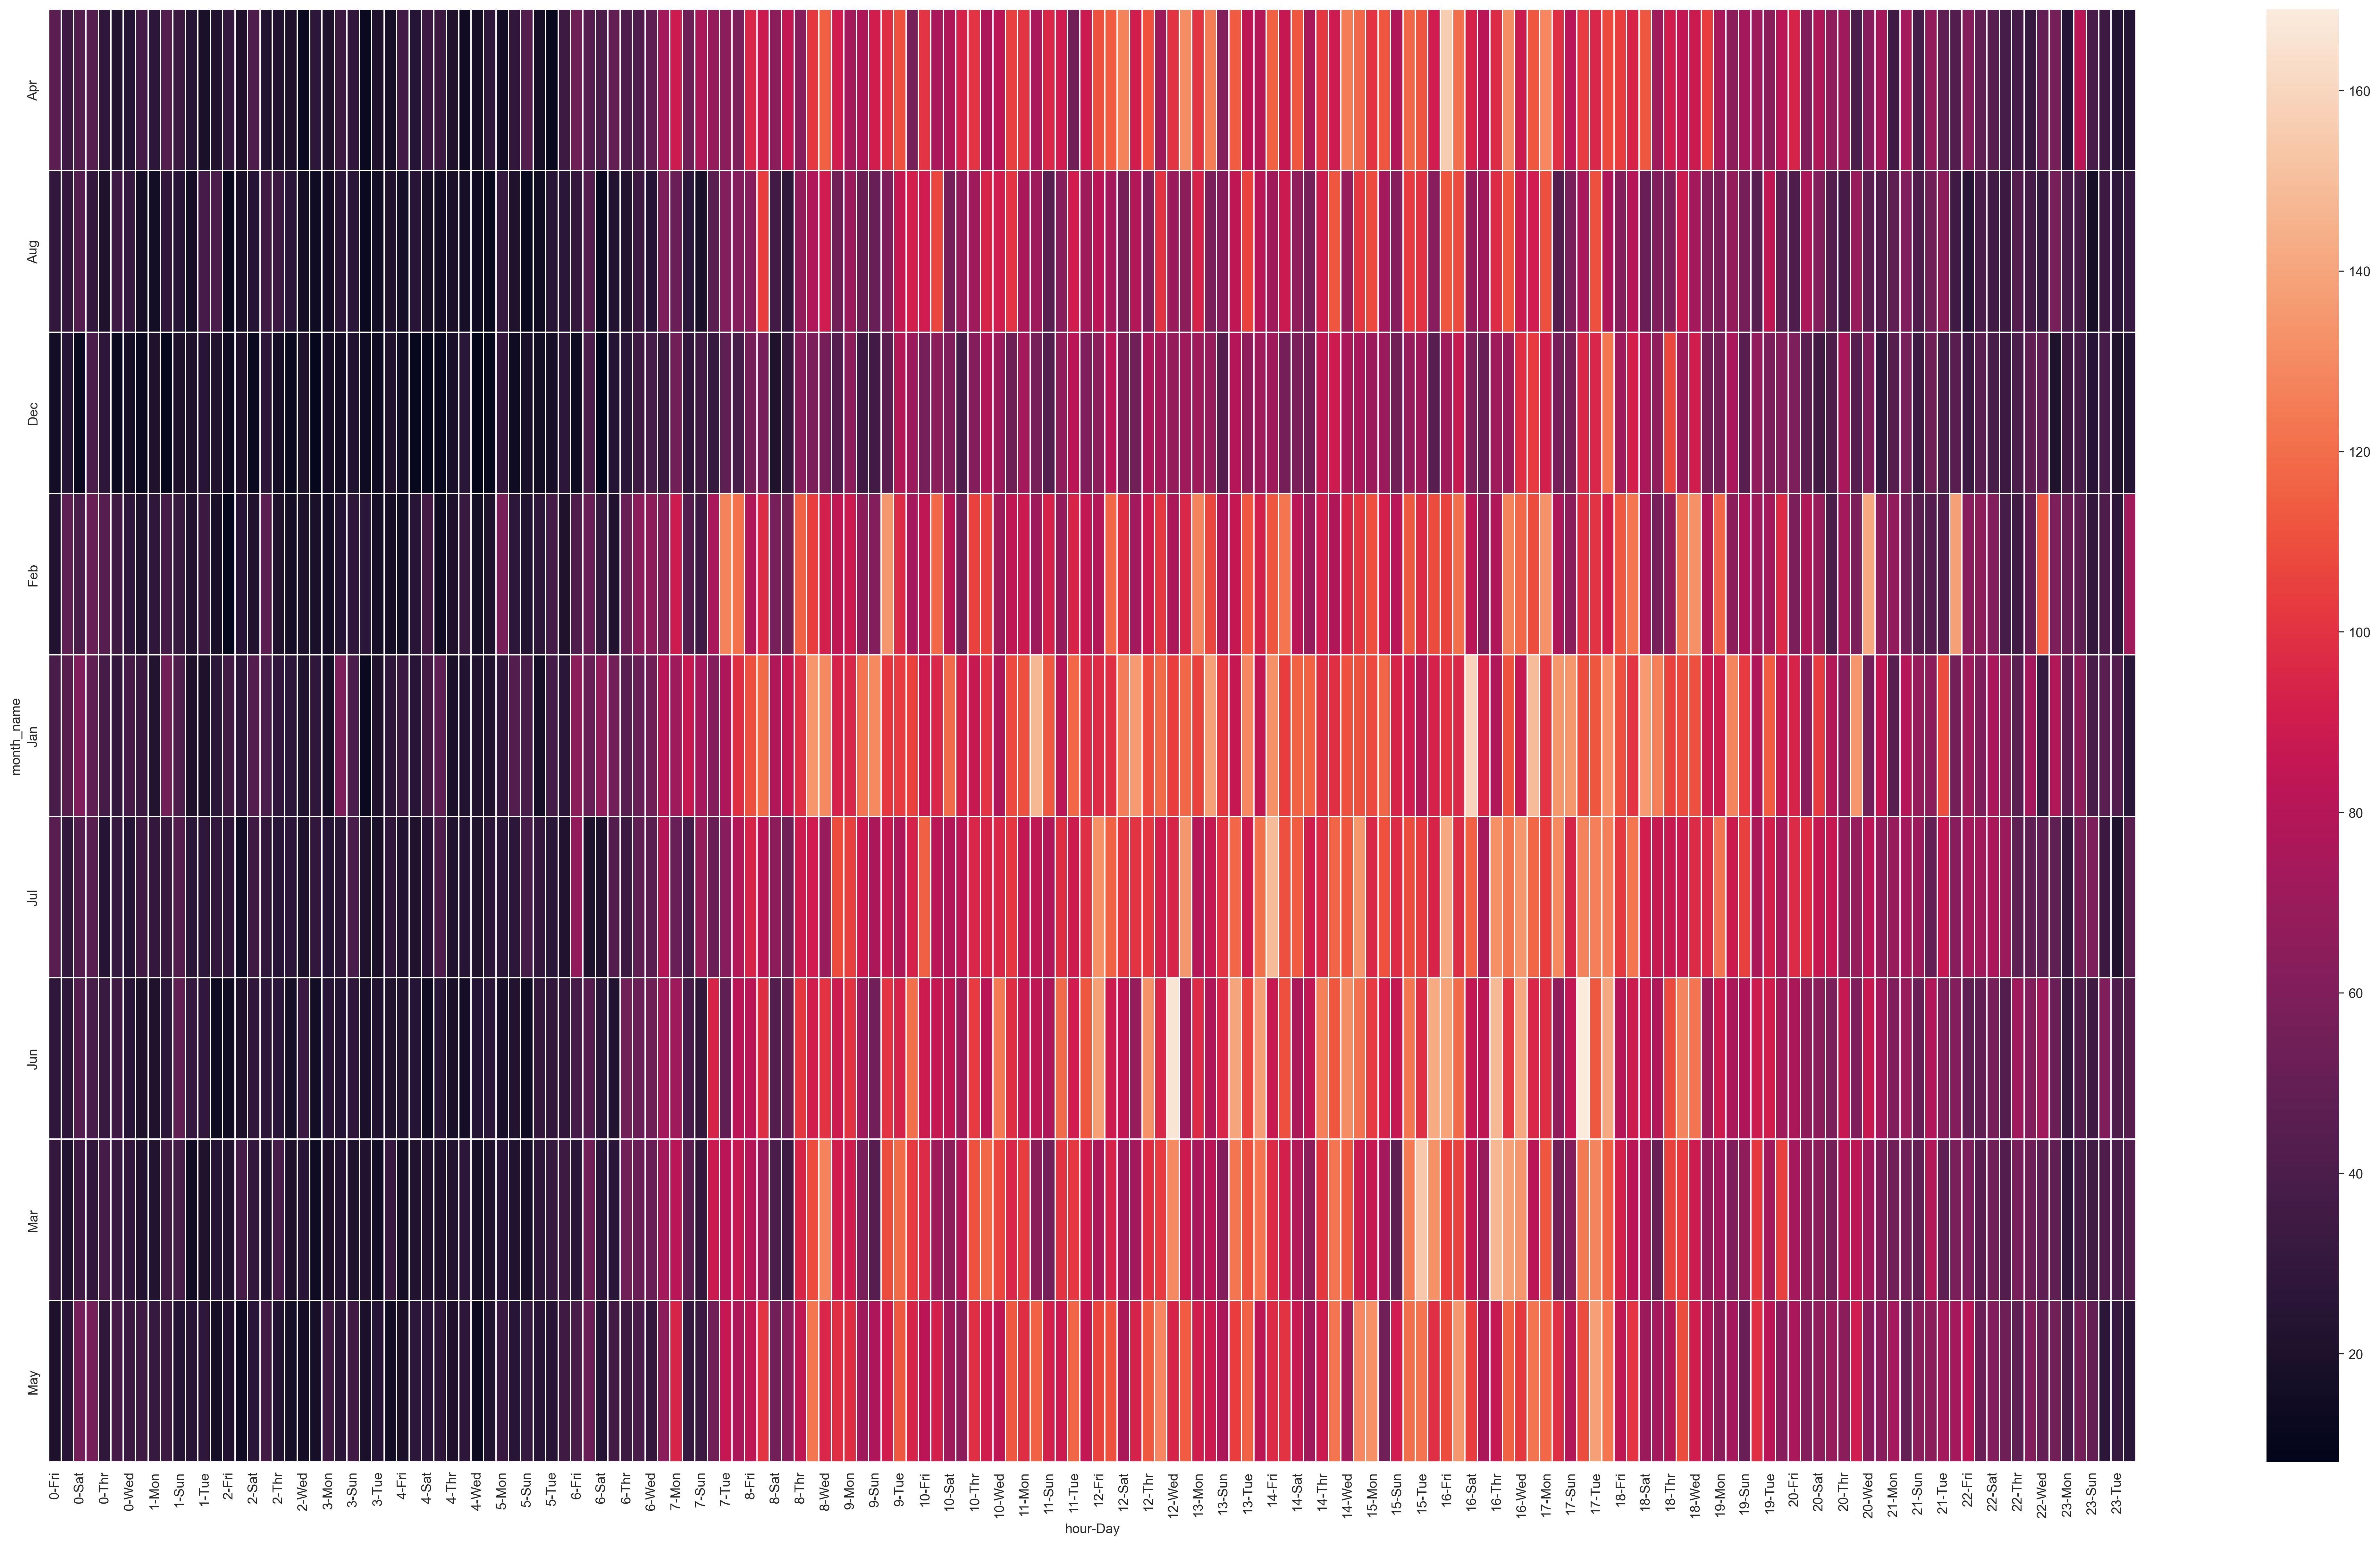 month_name
Apr
Aug
Dec
Feb
Jan
Jul
Jun
Mar
May
0-Fri
0-Sat
0-Thr
0-Wed
1-Mon
1-Sun
1-Tue
2-Fri
2-Sat
2-Thr
2-Wed
3-Mon
3-Sun
3-Tue
4-Fri
4-Sat
4-Thr
4-Wed
5-Mon
5-Sun
5-Tue
6-Fri
6-Sat
6-Thr
6-Wed
7-Mon
7-Sun
7-Tue
8-Fri
8-Sat
8-Thr
8-Wed
9-Mon
9-Sun
9-Tue
10-Fri
10-Sat
10-Thr
10-Wed
11-Mon
11-Sun
11-Tue
12-Fri
12-Sat
12-Thr
12-Wed
13-Mon
13-Sun
13-Tue
14-Fri
14-Sat
14-Thr
14-Wed
15-Mon
15-Sun
15-Tue
16-Fri
16-Sat
16-Thr
16-Wed
17-Mon
17-Sun
17-Tue
18-Fri
18-Sat
18-Thr
18-Wed
19-Mon
19-Sun
19-Tue
20-Fri
20-Sat
20-Thr
20-Wed
21-Mon
21-Sun
21-Tue
22-Fri
22-Sat
22-Thr
22-Wed
23-Mon
23-Sun
23-Tue
hour-Day
160
140
120
100
80
60
40
20